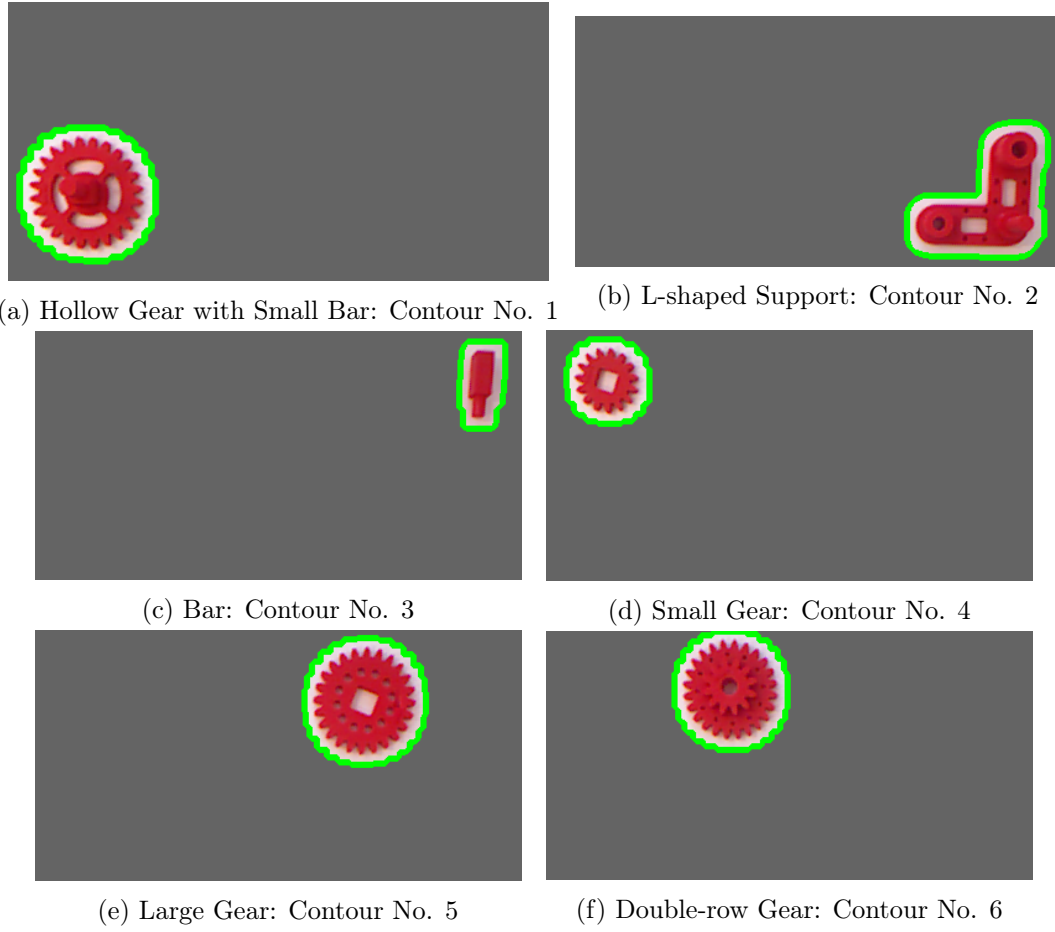 (a) Hollow Gear with Small Bar: Contour No. 1
(b) L-shaped Support: Contour No. 2
(c) Bar: Contour No. 3
(d) Small Gear: Contour No. 4
(e) Large Gear: Contour No. 5
(f) Double-row Gear: Contour No. 6